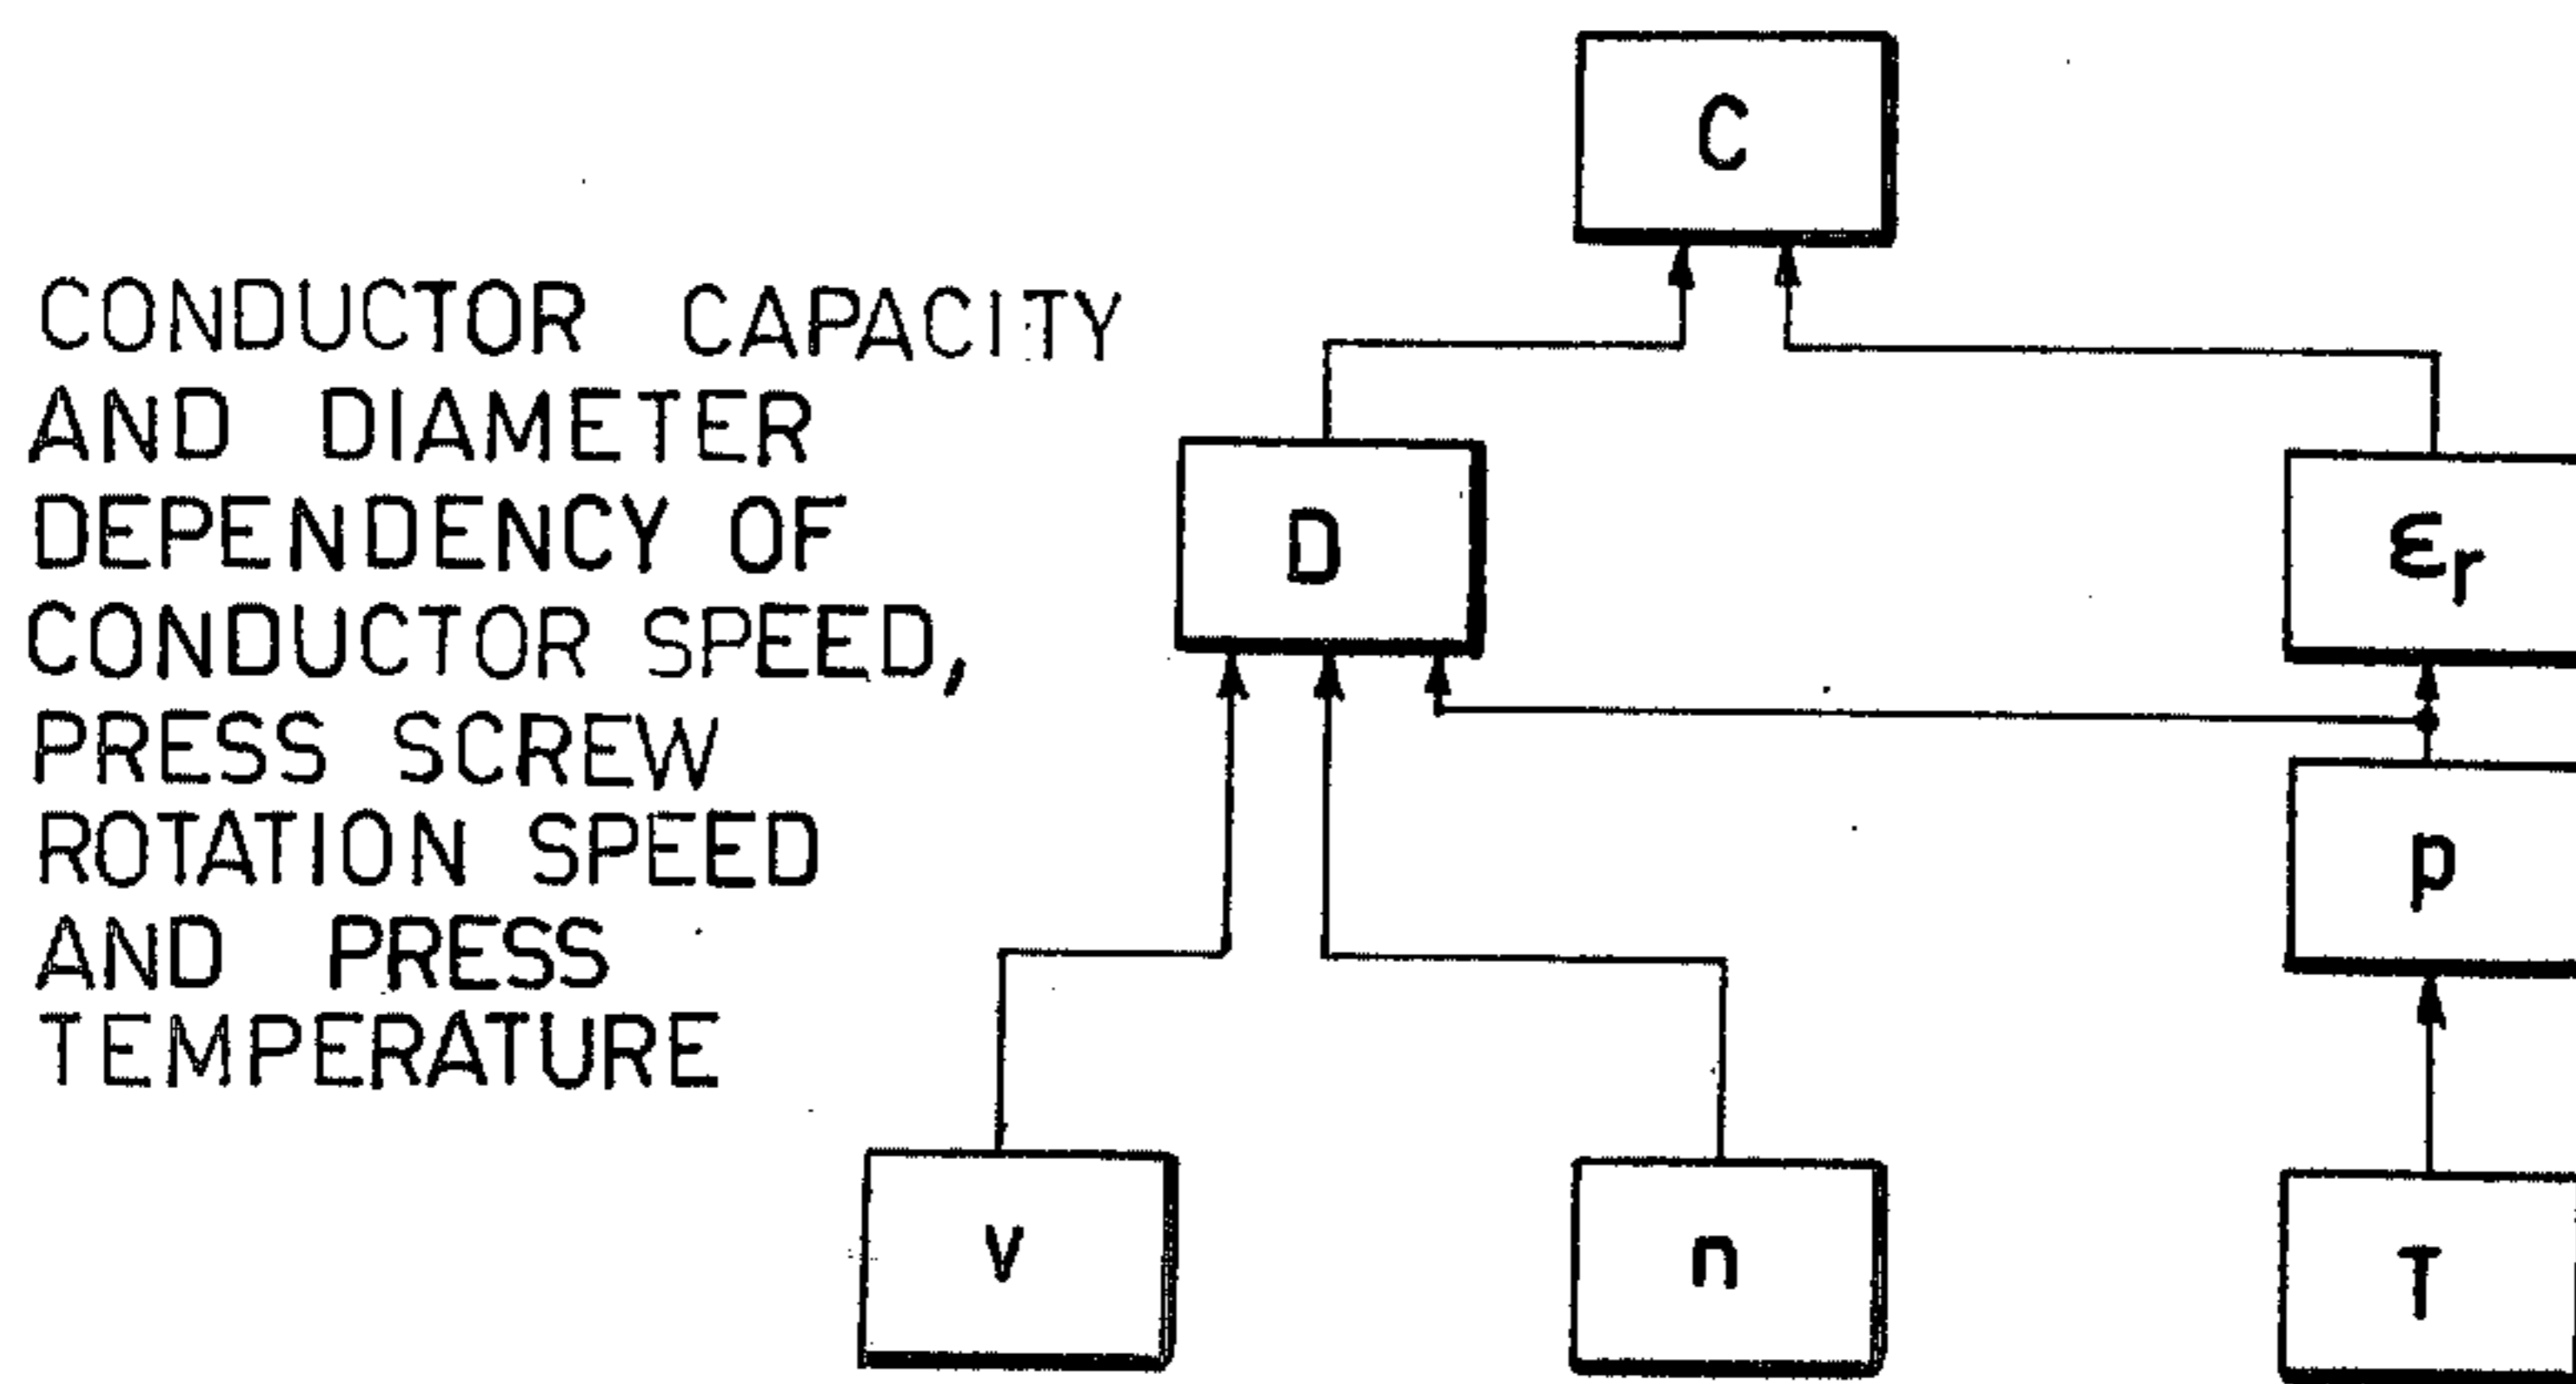 C
CONDUCTOR CAPACITY
AND DIAMETER
DEPENDENCY OF
CONDUCTOR SPEED,
PRESS SCREW
ROTATION SPEED
AND PRESS
TEMPERATURE
D
εr
p
v
n
T